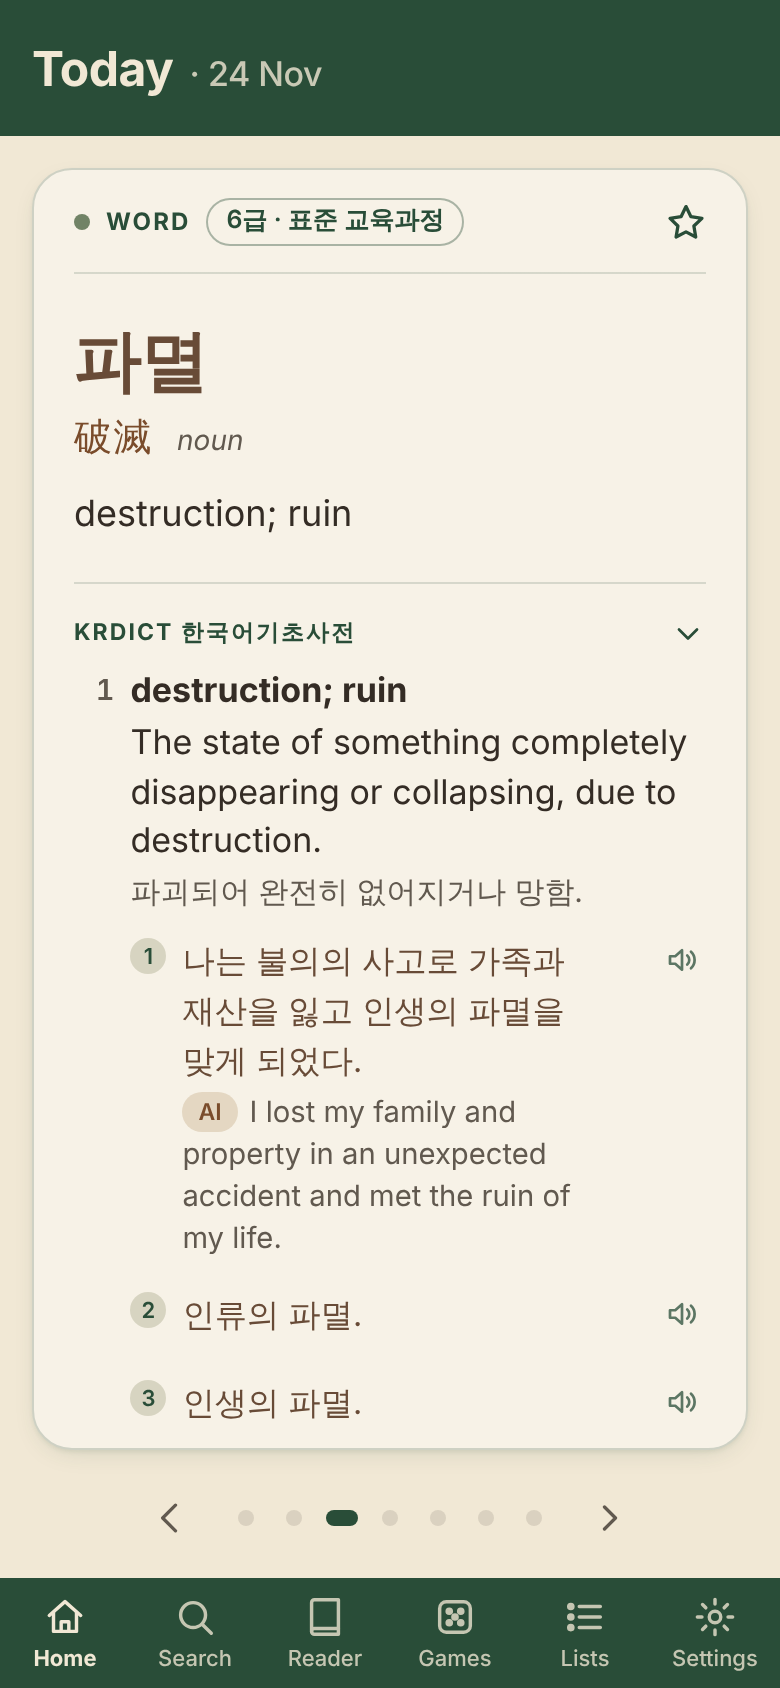 Today · 24 Nov
WORD 6급 · 표준 교육과정
파멸
破滅 noun
destruction; ruin
KRDICT 한국어기초사전
1 destruction; ruin
The state of something completely
disappearing or collapsing, due to
destruction.
파괴되어 완전히 없어지거나 망함.
1 나는 불의의 사고로 가족과
재산을 잃고 인생의 파멸을
맞게 되었다.
AI I lost my family and
property in an unexpected
accident and met the ruin of
my life.
2 인류의 파멸.
3 인생의 파멸.
Home Search Reader Games Lists Settings